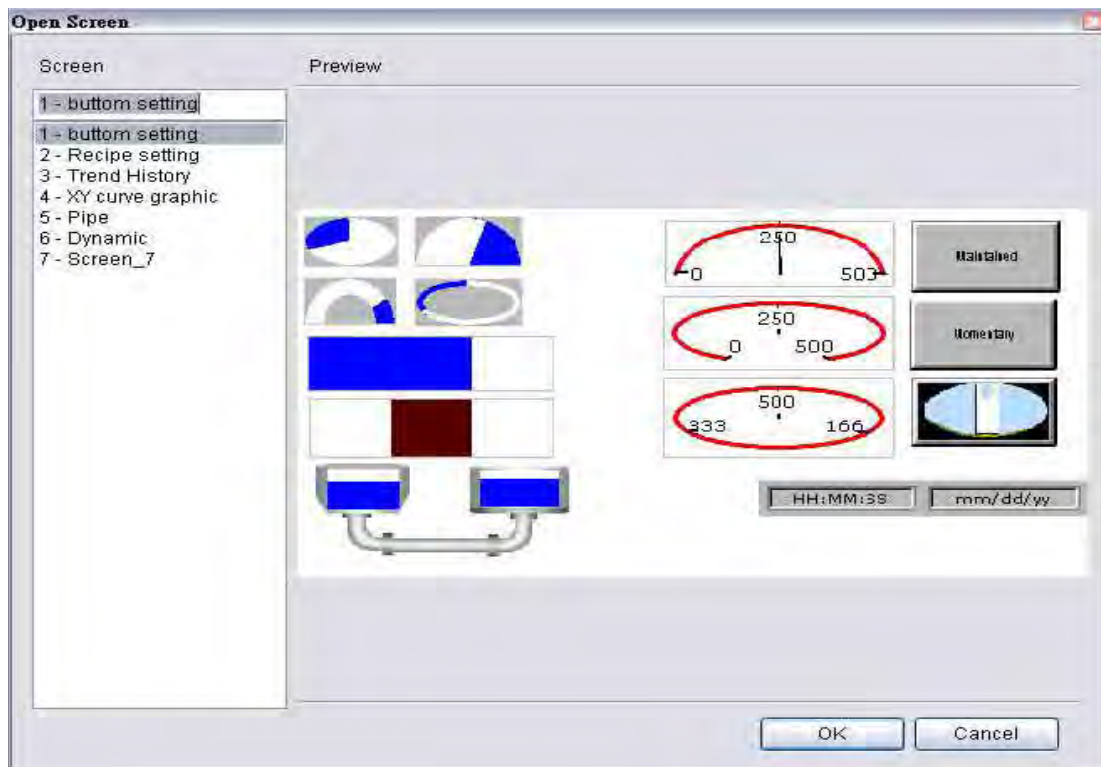 Open Screen
Screen
Preview
1 - buttom setting
1 - buttom setting
2 - Recipe setting
3 - Trend History
4 - XY curve graphic
5 - Pipe
6 - Dynamic
7 - Screen_7
250
0
503
Maintained
250
0
500
Momentary
500
333
166
HH:MM:SS
mm/dd/yy
OK
Cancel